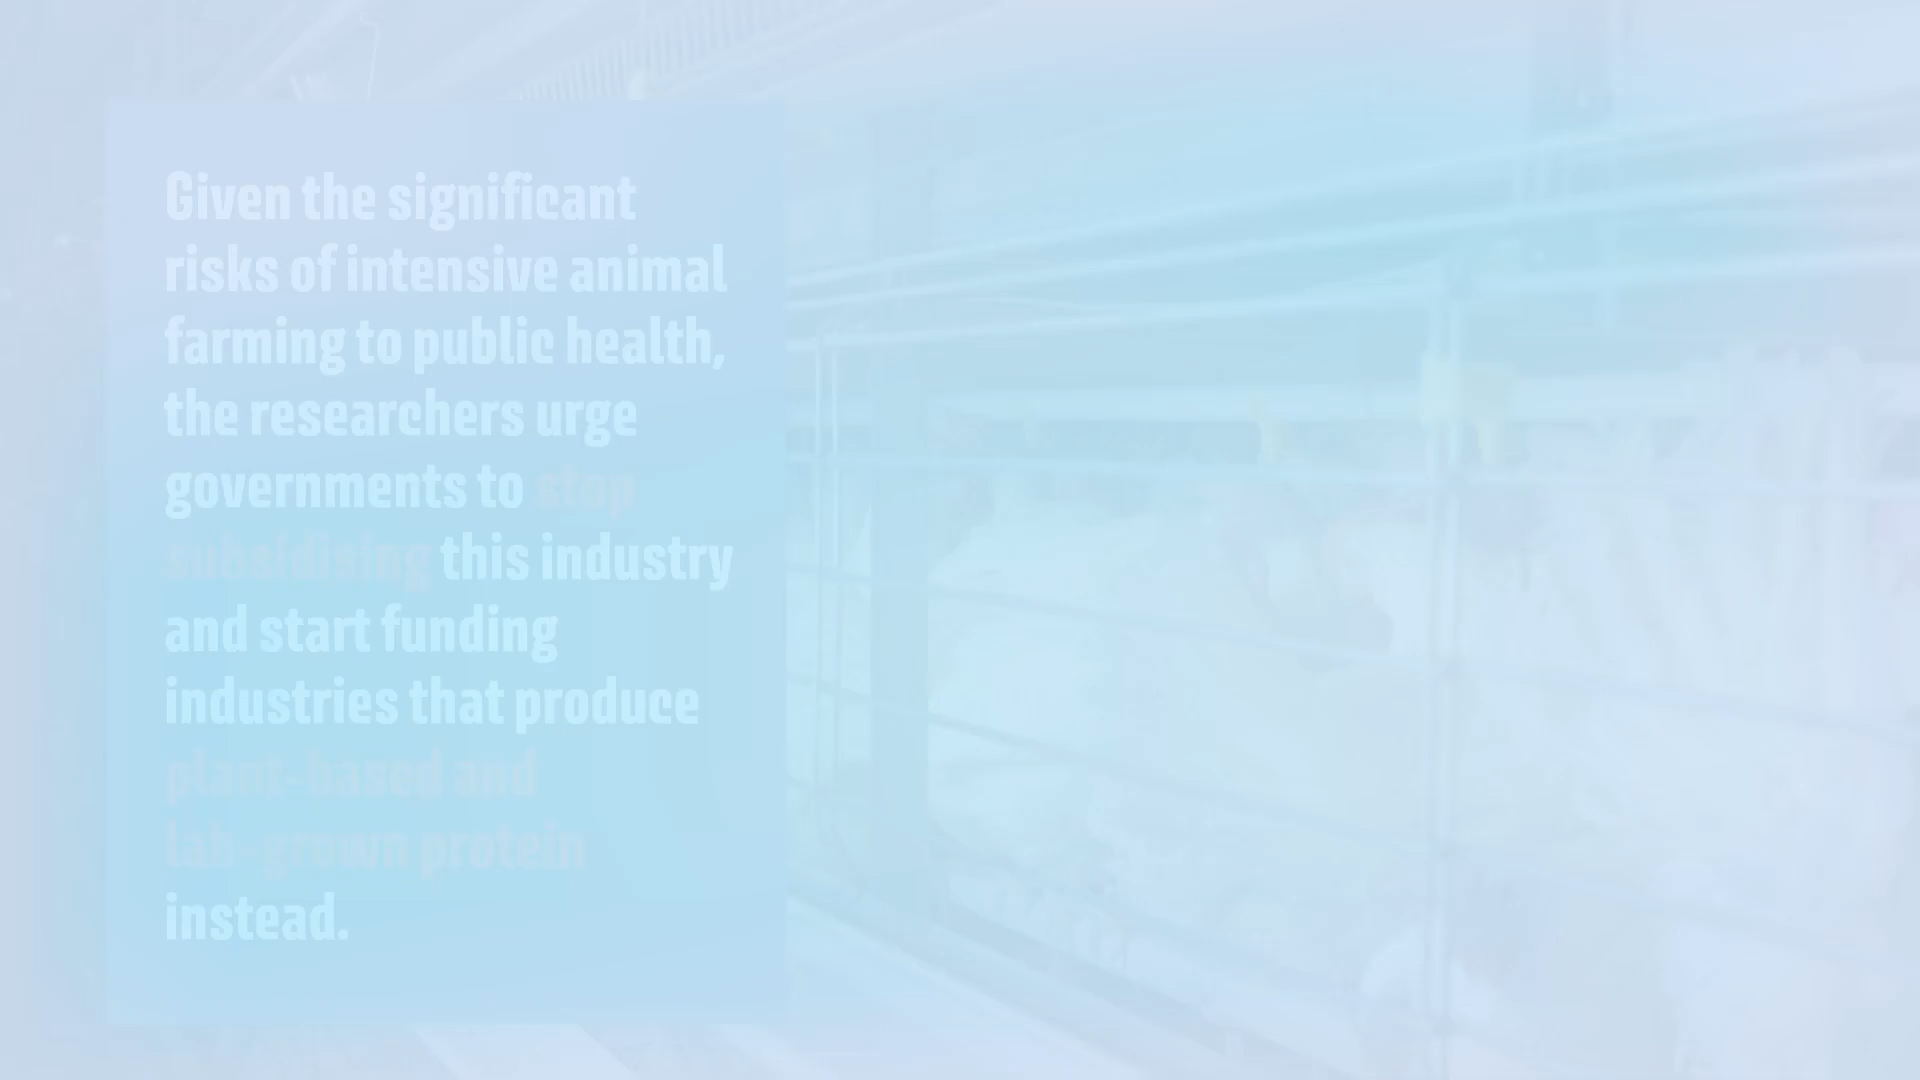 Given the significant
risks of intensive animal
farming to public health,
the researchers urge
governments to stop
subsidising this industry
and start funding
industries that produce
plant-based and
lab-grown protein
instead.